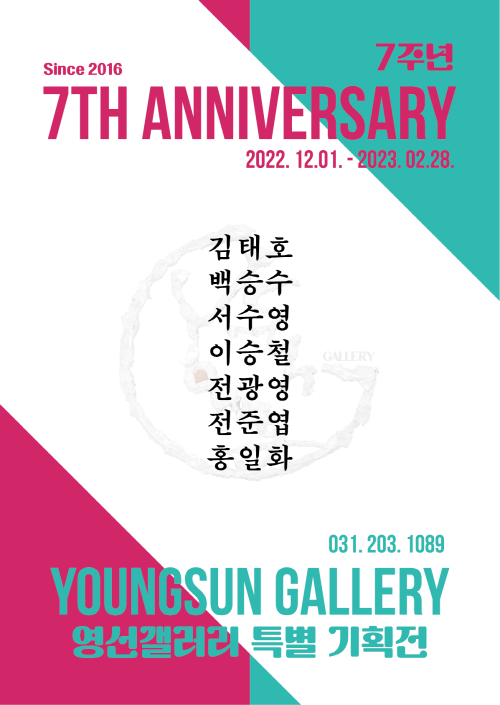 7주년
Since 2016
7TH ANNIVERSARY
2022. 12.01. - 2023. 02.28.
김태호
백승수
서수영
이승철
전광영
전준엽
홍일화
GALLERY
031. 203. 1089
YOUNGSUN GALLERY
영선갤러리 특별 기획전